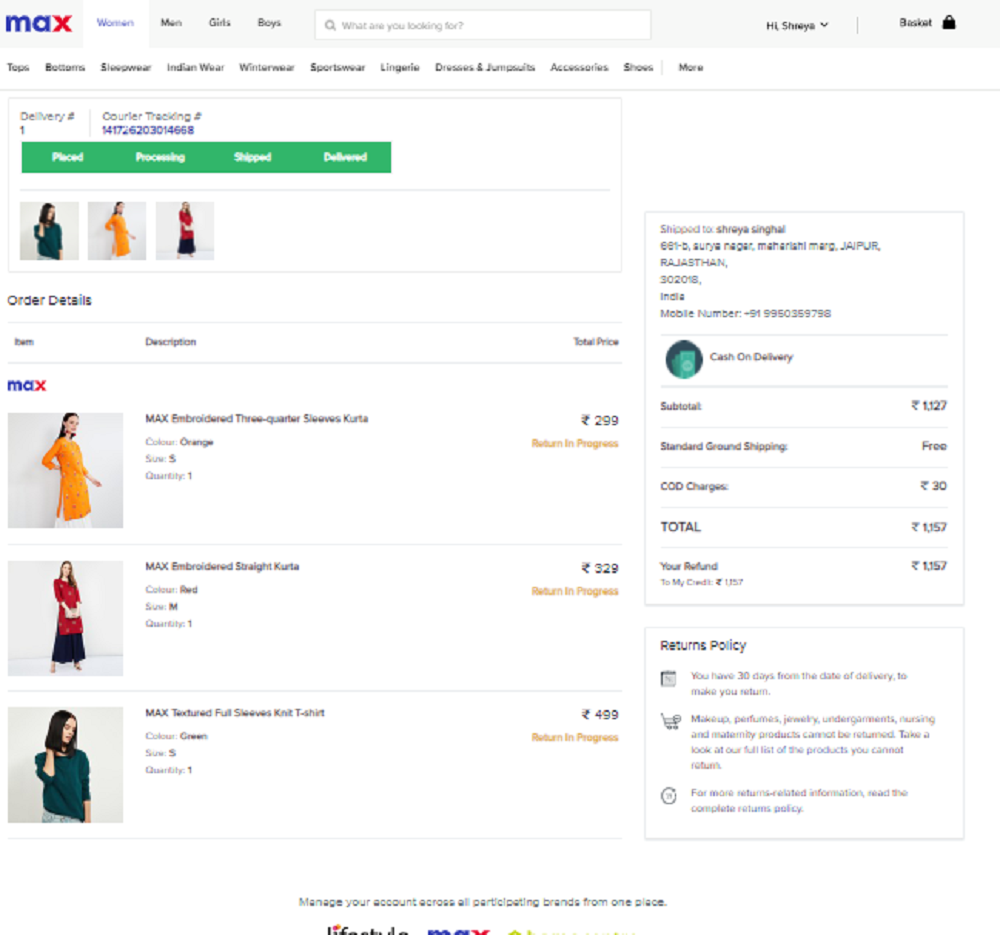 max Women Men Girls Boys What are you looking for? Hi, Shreya Basket
Tops Bottoms Sleepwear Indian Wear Winterwear Sportswear Lingerie Dresses & Jumpsuits Accessories Shoes More
Delivery # Courier Tracking #
1 141726203014668
Placed Processing Shipped Delivered
Order Details
Item Description Total Price
max
MAX Embroidered Three-quarter Sleeves Kurta ₹ 299
Colour: Orange Return In Progress
Size: S
Quantity: 1
MAX Embroidered Straight Kurta ₹ 329
Colour: Red Return In Progress
Size: M
Quantity: 1
MAX Textured Full Sleeves Knit T-shirt ₹ 499
Colour: Green Return In Progress
Size: S
Quantity: 1
Shipped to: shreya singhal
661-b, surya nagar, maharishi marg, JAIPUR,
RAJASTHAN,
302018,
India
Mobile Number: +91 9950359798
Cash On Delivery
Subtotal: ₹ 1,127
Standard Ground Shipping: Free
COD Charges: ₹ 30
TOTAL ₹ 1,157
Your Refund ₹ 1,157
To My Credit: ₹ 1,157
Returns Policy
You have 30 days from the date of delivery, to
make you return.
Makeup, perfumes, jewelry, undergarments, nursing
and maternity products cannot be returned. Take a
look at our full list of the products you cannot
return.
For more returns-related information, read the
complete returns policy.
Manage your account across all participating brands from one place.
lifestyle max homecentre